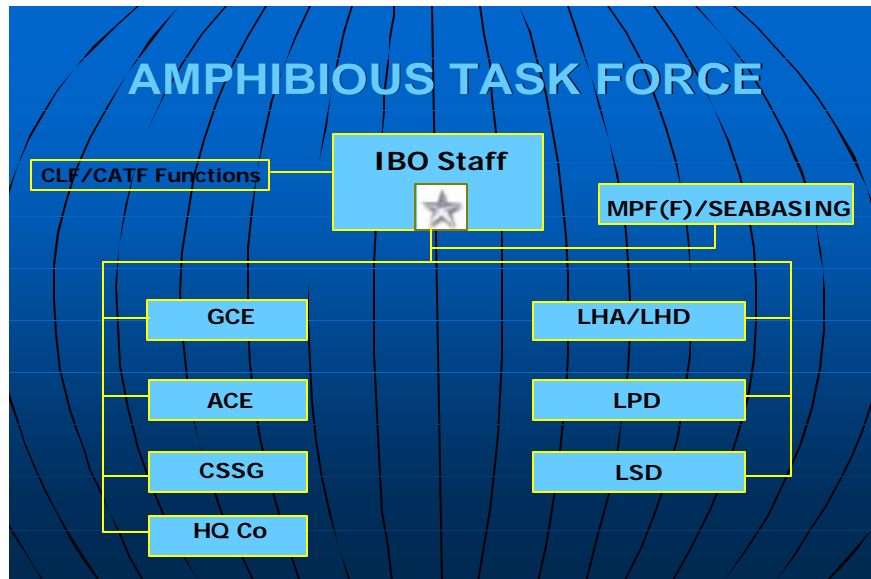 AMPHIBIOUS TASK FORCE
IBO Staff
CLF/CATF Functions
MPF(F)/SEABASING
GCE
LHA/LHD
ACE
LPD
CSSG
LSD
HQ Co